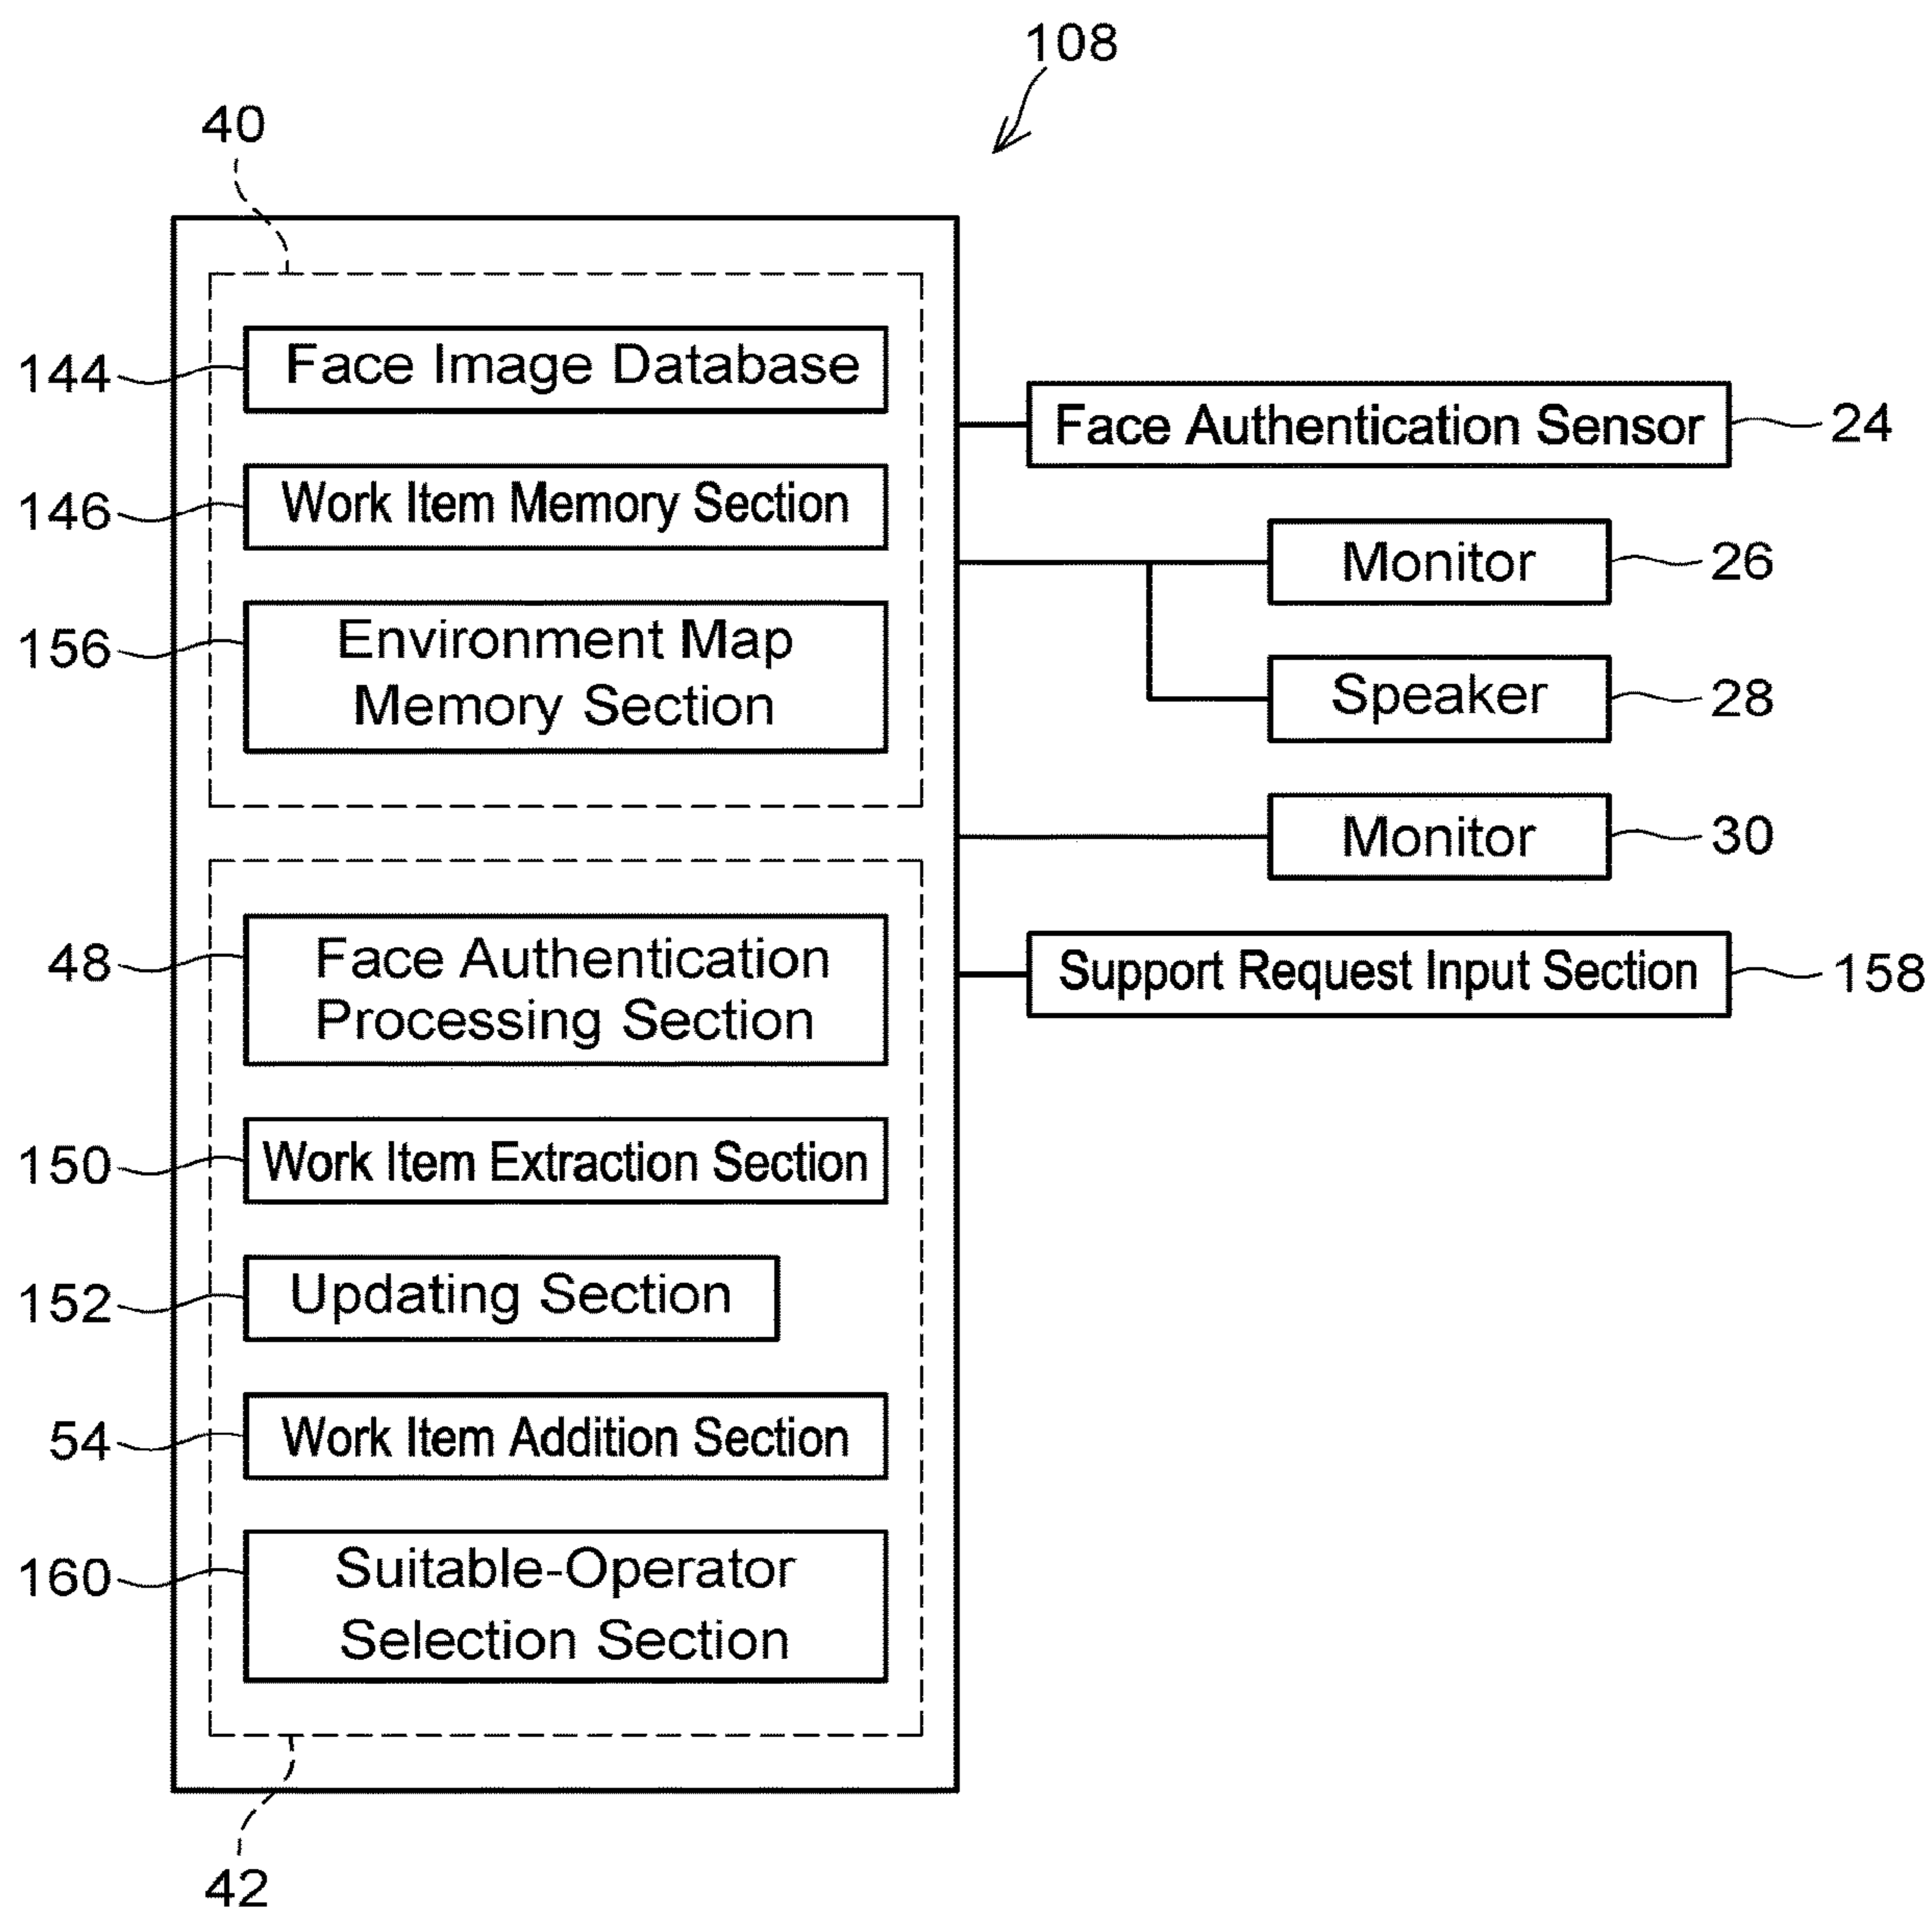 108
40
144
Face Image Database
146
Work Item Memory Section
156
Environment Map
Memory Section
48
Face Authentication
Processing Section
150
Work Item Extraction Section
152
Updating Section
54
Work Item Addition Section
160
Suitable-Operator
Selection Section
42
Face Authentication Sensor
24
Monitor
26
Speaker
28
Monitor
30
Support Request Input Section
158